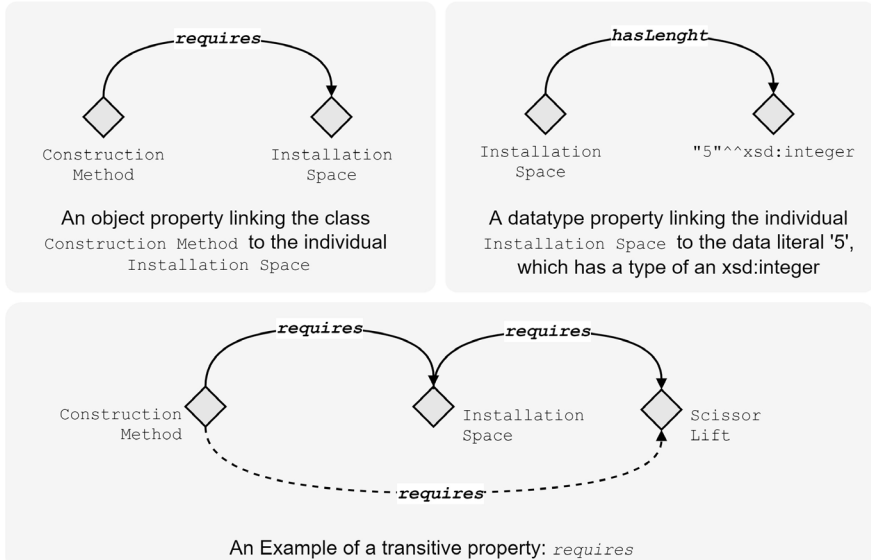 requires
Construction
Method
Installation
Space
An object property linking the class
Construction Method to the individual
Installation Space
hasLenght
Installation
Space
"5"^^xsd:integer
A datatype property linking the individual
Installation Space to the data literal '5',
which has a type of an xsd:integer
requires
requires
Construction
Method
Installation
Space
Scissor
Lift
requires
An Example of a transitive property: requires